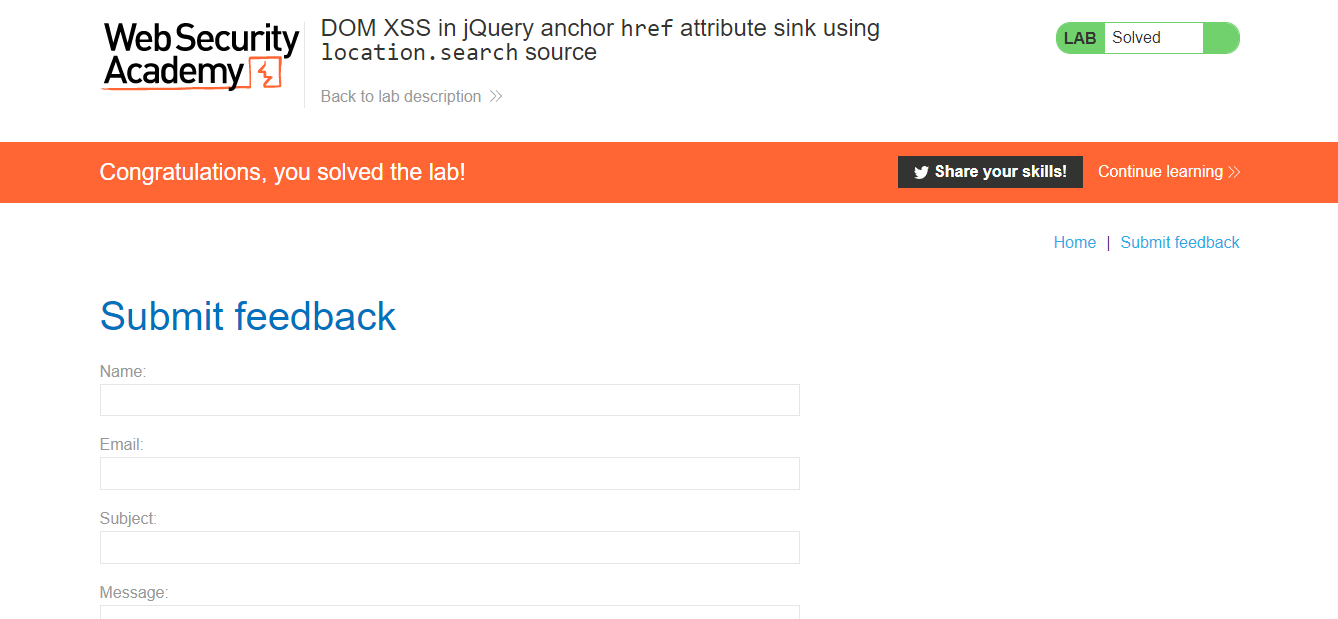 Web Security
Academy
DOM XSS in jQuery anchor href attribute sink using
location.search source
Back to lab description >>
LAB Solved
Congratulations, you solved the lab!
Share your skills!
Continue learning >>
Home | Submit feedback
Submit feedback
Name:
Email:
Subject:
Message: